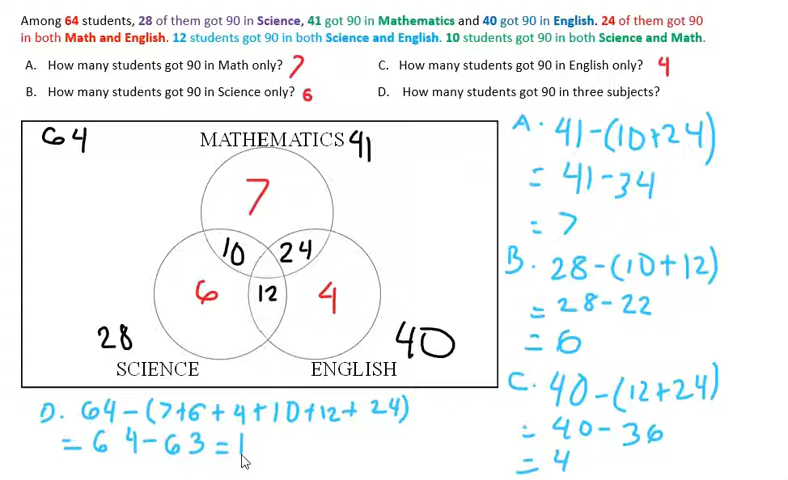 Among 64 students, 28 of them got 90 in Science, 41 got 90 in Mathematics and 40 got 90 in English. 24 of them got 90
in both Math and English. 12 students got 90 in both Science and English. 10 students got 90 in both Science and Math.
A. How many students got 90 in Math only? 7
C. How many students got 90 in English only? 4
B. How many students got 90 in Science only? 6
D. How many students got 90 in three subjects?
64
MATHEMATICS 41
7
10 24
6 12 4
28
40
SCIENCE
ENGLISH
A. 41-(10+24)
= 41-34
= 7
B. 28-(10+12)
= 28-22
= 6
C. 40-(12+24)
= 40-36
= 4
D. 64-(7+6+4+10+12+24)
= 64-63=1